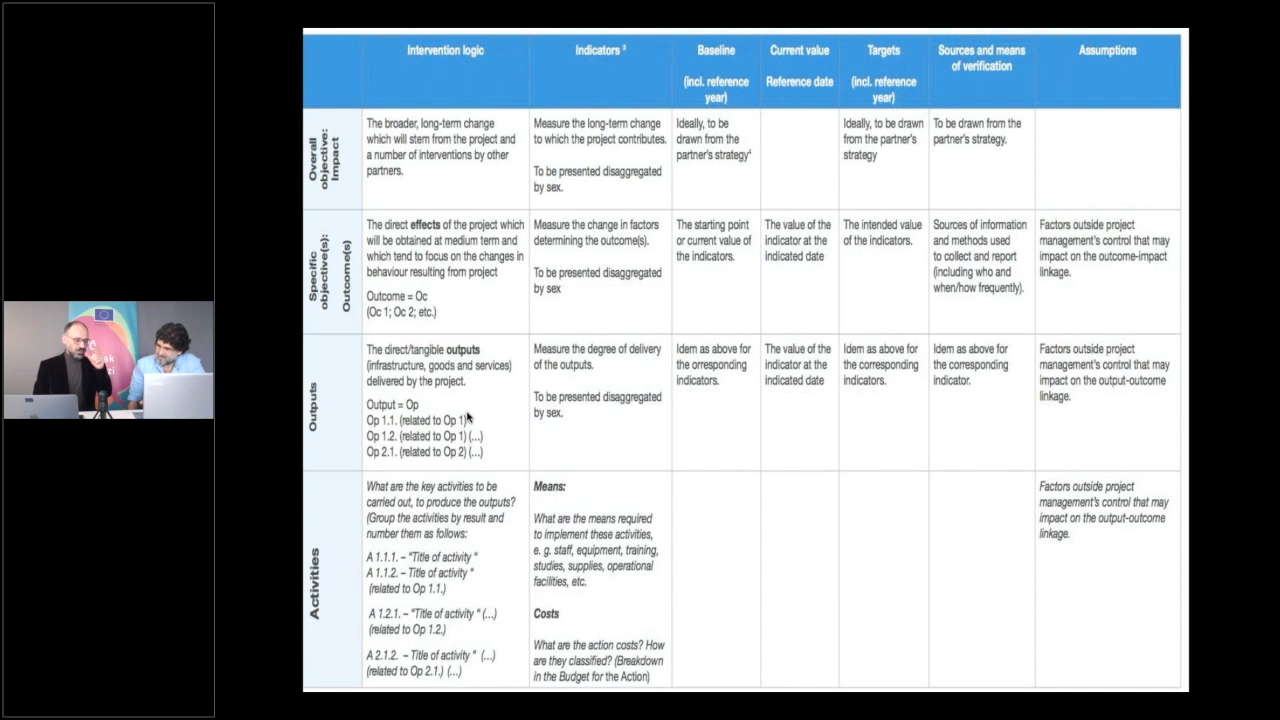 Intervention logic
Indicators ³
Baseline
(incl. reference
year)
Current value
Reference date
Targets
(incl. reference
year)
Sources and means
of verification
Assumptions
Overall
objective:
Impact
The broader, long-term change
which will stem from the project and
a number of interventions by other
partners.
Measure the long-term change
to which the project contributes.
To be presented disaggregated
by sex.
Ideally, to be
drawn from the
partner's strategy⁴
Ideally, to be drawn
from the partner's
strategy
To be drawn from the
partner's strategy.
Specific
objective(s):
Outcome(s)
The direct effects of the project which
will be obtained at medium term and
which tend to focus on the changes in
behaviour resulting from project
Outcome = Oc
(Oc 1; Oc 2; etc.)
Measure the change in factors
determining the outcome(s).
To be presented disaggregated
by sex
The starting point
or current value of
the indicators.
The value of the
indicator at the
indicated date
The intended value
of the indicators.
Sources of information
and methods used
to collect and report
(including who and
when/how frequently).
Factors outside project
management's control that may
impact on the outcome-impact
linkage.
Outputs
The direct/tangible outputs
(infrastructure, goods and services)
delivered by the project.
Output = Op
Op 1.1. (related to Op 1)
Op 1.2. (related to Op 1) (...)
Op 2.1. (related to Op 2) (...)
Measure the degree of delivery
of the outputs.
To be presented disaggregated
by sex.
Idem as above for
the orresponding
indicators.
The value of the
indicator at the
indicated date
Idem as above for
the corresponding
indicators.
Idem as above for
the corresponding
indicator.
Factors outside project
management's control that may
impact on the output-outcome
linkage.
Activities
What are the key activities to be
carried out, to produce the outputs?
(Group the activities by result and
number them as follows:
A 1.1.1. – "Title of activity "
A 1.1.2. – Title of activity "
(related to Op 1.1.)
A 1.2.1. – "Title of activity " (...)
(related to Op 1.2.)
A 2.1.2. – Title of activity " (...)
(related to Op 2.1.) (...)
Means:
What are the means required
to implement these activities,
e. g. staff, equipment, training,
studies, supplies, operational
facilities, etc.
Costs
What are the action costs? How
are they classified? (Breakdown
in the Budget for the Action)
Factors outside project
management's control that may
impact on the output-outcome
linkage.